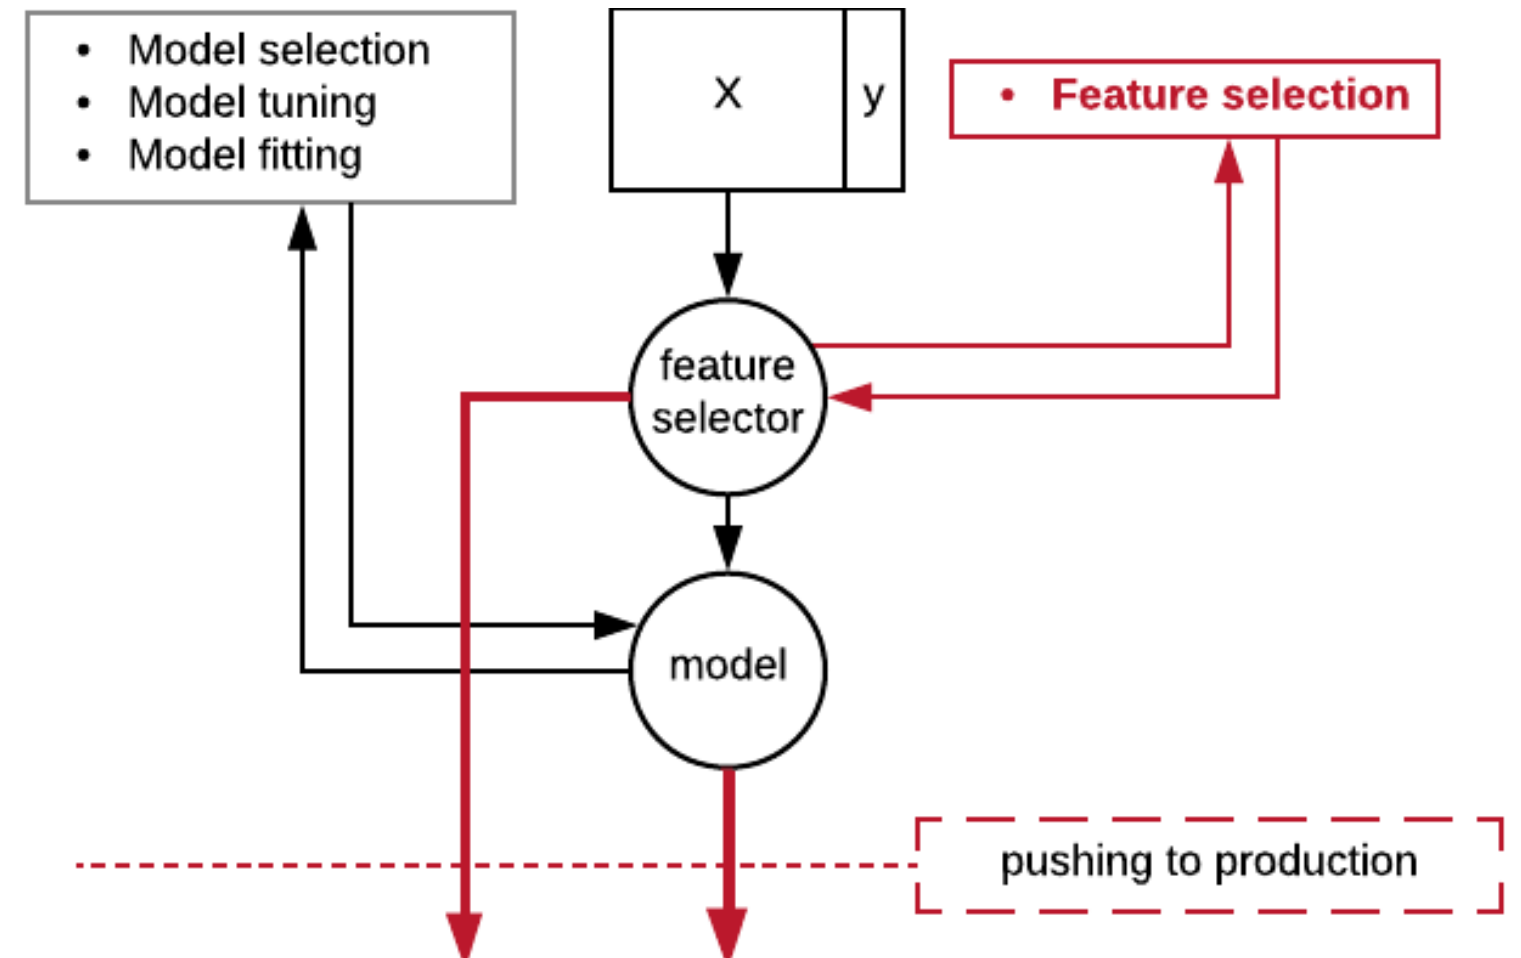 • Model selection
• Model tuning
• Model fitting
X
y
• Feature selection
feature
selector
model
pushing to production